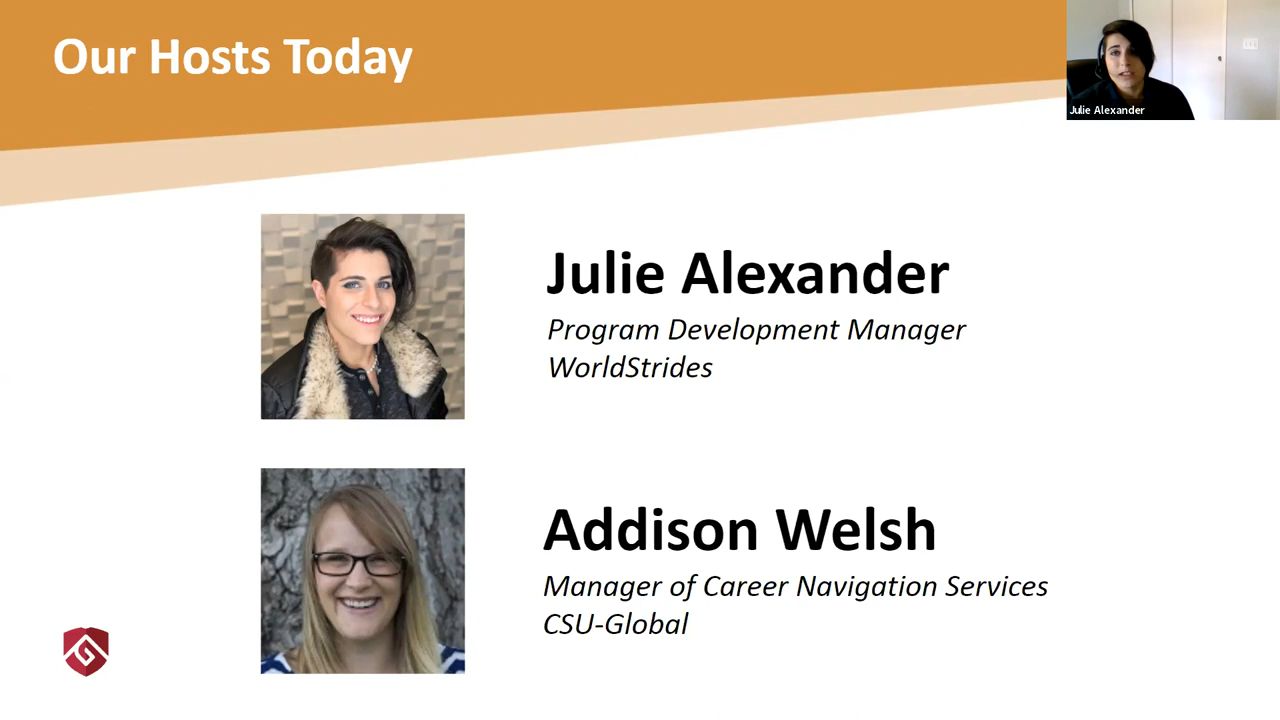 Our Hosts Today
Julie Alexander
Julie Alexander
Program Development Manager
WorldStrides
Addison Welsh
Manager of Career Navigation Services
CSU-Global